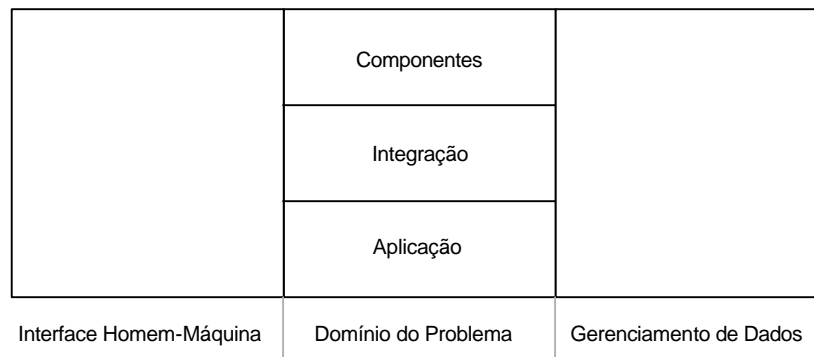 Componentes
Integração
Aplicação
Interface Homem-Máquina
Domínio do Problema
Gerenciamento de Dados